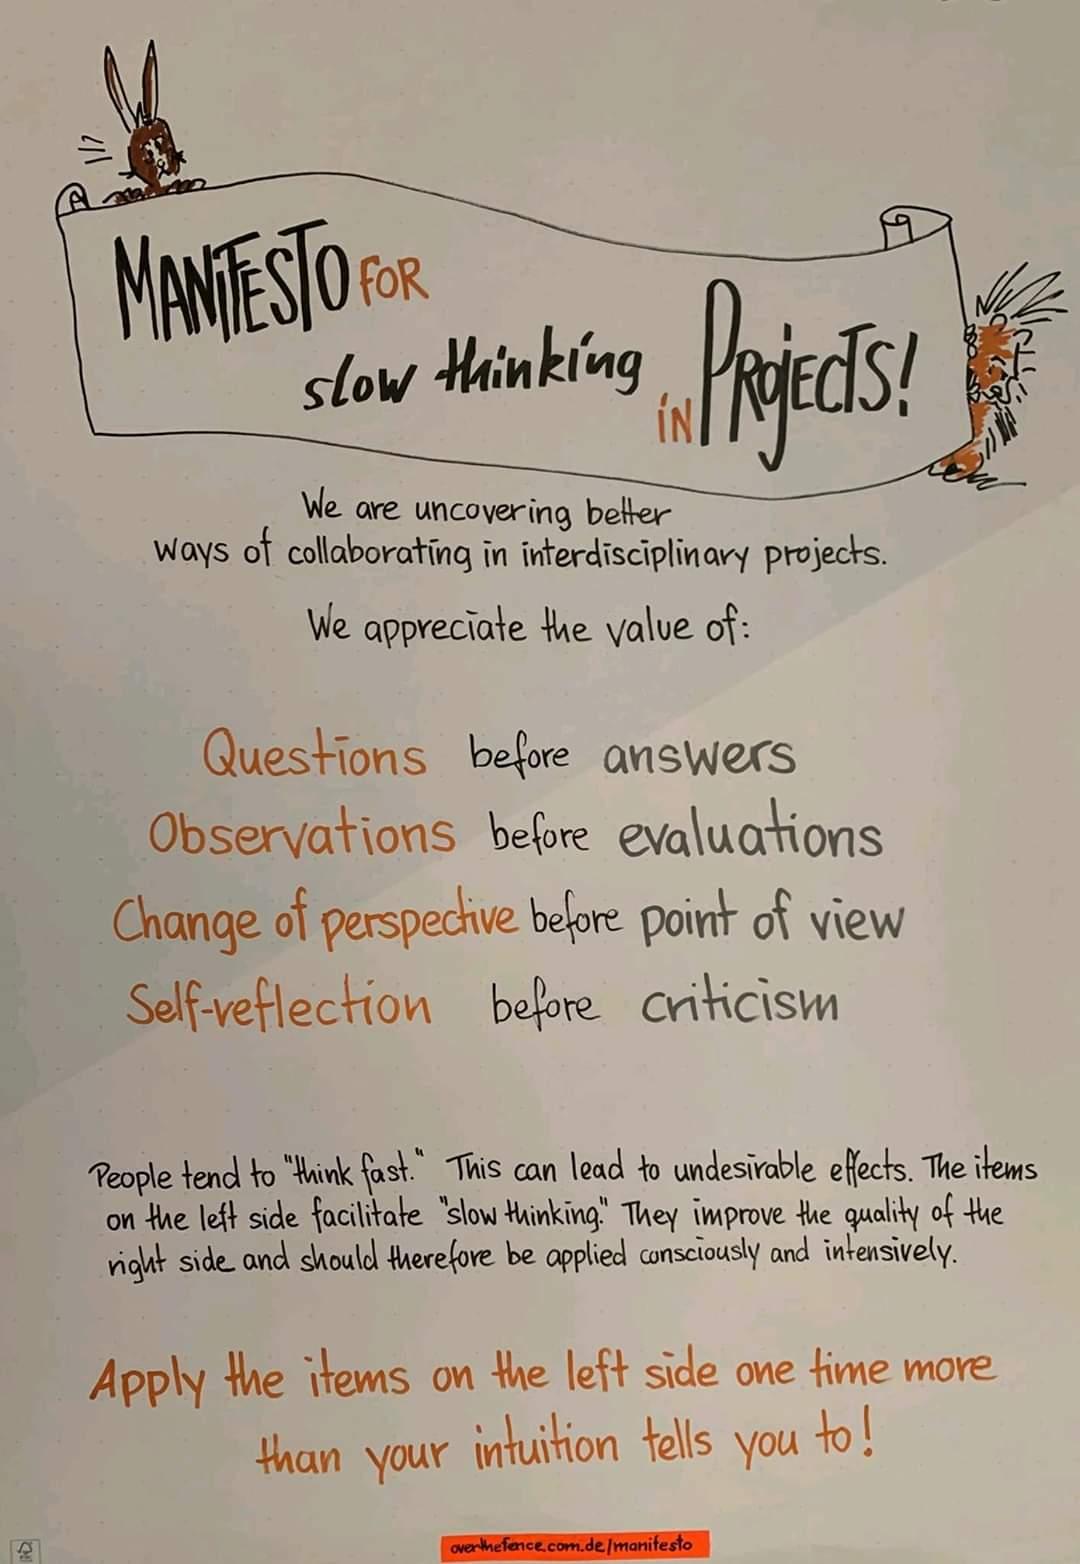 MANIFESTO FOR
slow thinking in PROJECTS!
We are uncovering better
ways of collaborating in interdisciplinary projects.
We appreciate the value of:
Questions before answers
Observations before evaluations
Change of perspective before point of view
Self-reflection before criticism
People tend to "think fast." This can lead to undesirable effects. The items
on the left side facilitate "slow thinking." They improve the quality of the
right side and should therefore be applied consciously and intensively.
Apply the items on the left side one time more
than your intuition tells you to!
overthefence.com.de/manifesto